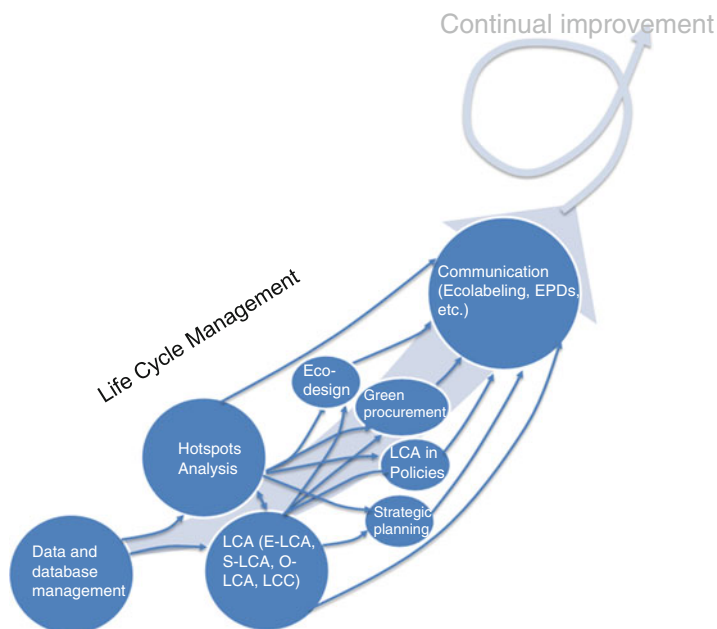 Continual improvement
Communication
(Ecolabeling, EPDs,
etc.)
Life Cycle Management
Eco-
design
Green
procurement
Hotspots
Analysis
LCA in
Policies
Strategic
planning
LCA (E-LCA,
S-LCA, O-
LCA, LCC)
Data and
database
management